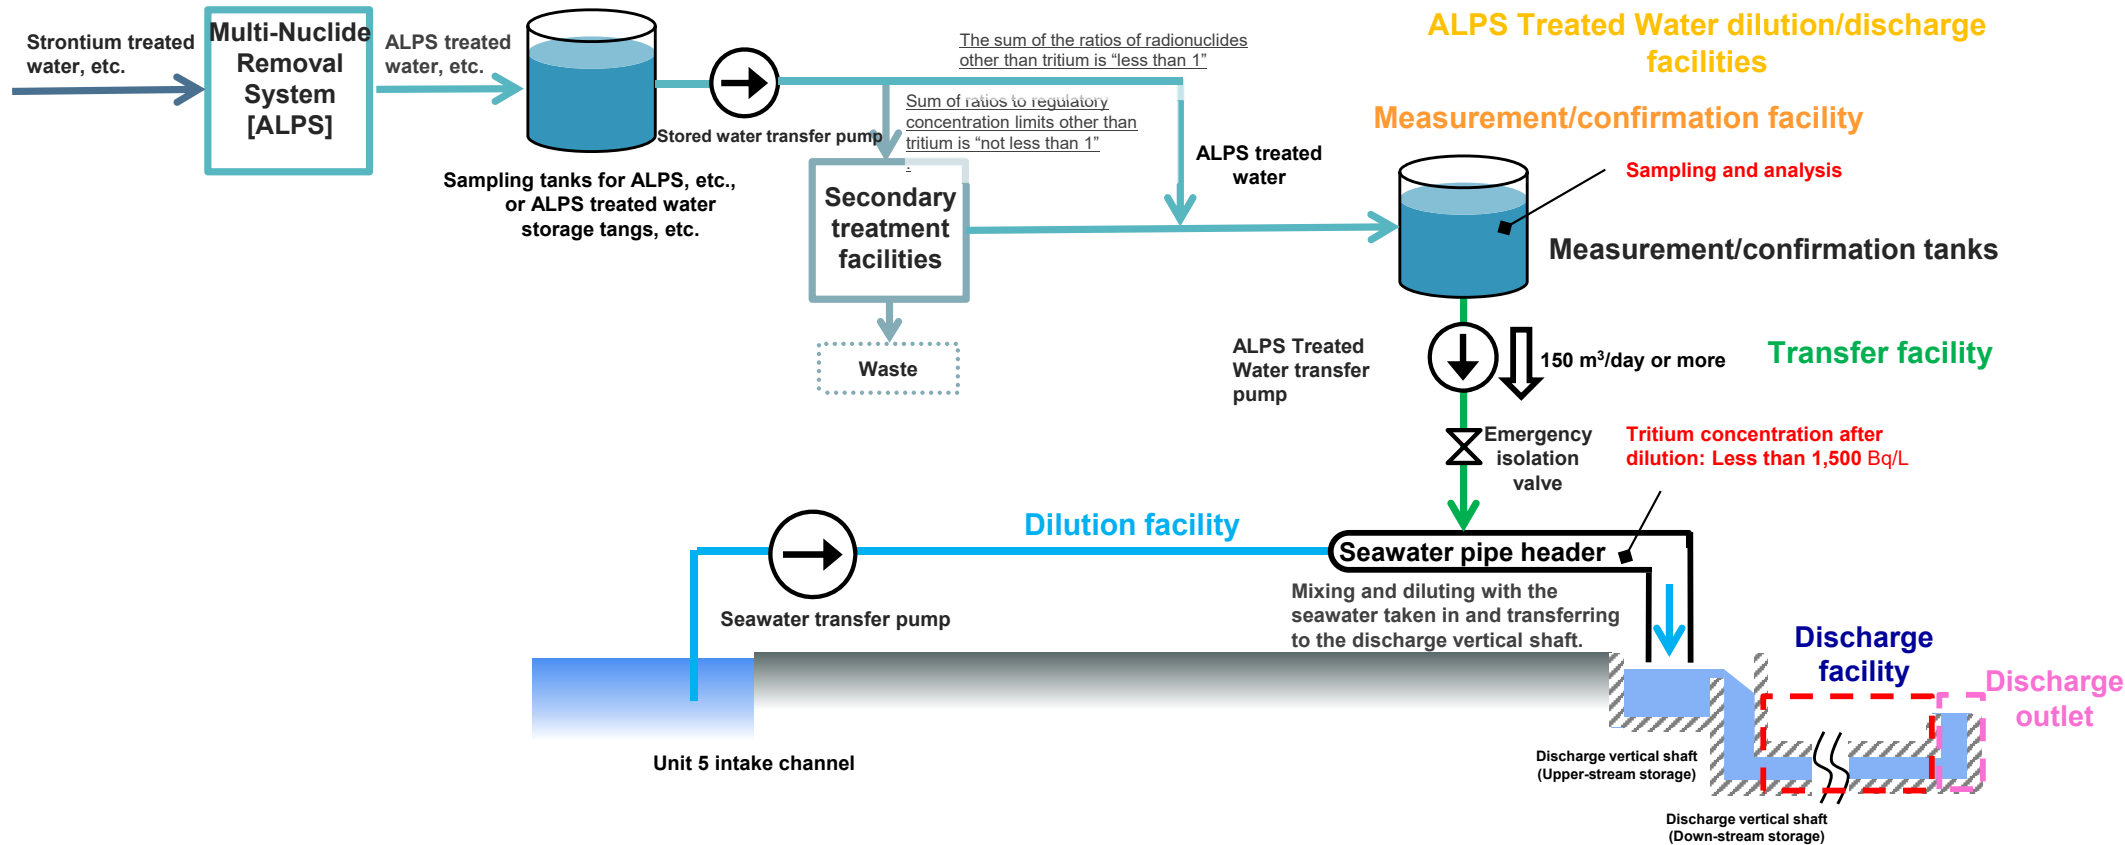 Strontium treated
water, etc.
Multi-Nuclide
Removal
System
[ALPS]
ALPS treated
water, etc.
Stored water transfer pump
Sampling tanks for ALPS, etc.,
or ALPS treated water
storage tangs, etc.
The sum of the ratios of radionuclides
other than tritium is “less than 1”
Sum of ratios to regulatory
concentration limits other than
tritium is “not less than 1”
.
Secondary
treatment
facilities
Waste
ALPS treated
water
ALPS Treated Water dilution/discharge
facilities
Measurement/confirmation facility
Sampling and analysis
Measurement/confirmation tanks
ALPS Treated
Water transfer
pump
150 m³/day or more
Transfer facility
Emergency
isolation
valve
Tritium concentration after
dilution: Less than 1,500 Bq/L
Dilution facility
Seawater pipe header
Seawater transfer pump
Mixing and diluting with the
seawater taken in and transferring
to the discharge vertical shaft.
Unit 5 intake channel
Discharge
facility
Discharge
outlet
Discharge vertical shaft
(Upper-stream storage)
Discharge vertical shaft
(Down-stream storage)